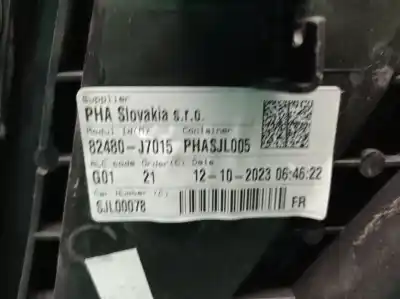 Supplier
PHA Slovakia s.r.o.
Modul Id(M) Container
82480-J7015 PHASJL005
ALC code Order(C) Date
G01 21 12-10-2023 06:46:22
Car Number (C)
SJL00078 FR